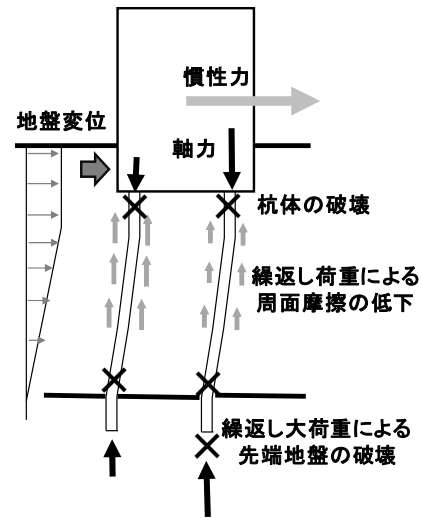 慣性力
地盤変位
軸力
杭体の破壊
繰返し荷重による
周面摩擦の低下
繰返し大荷重による
先端地盤の破壊